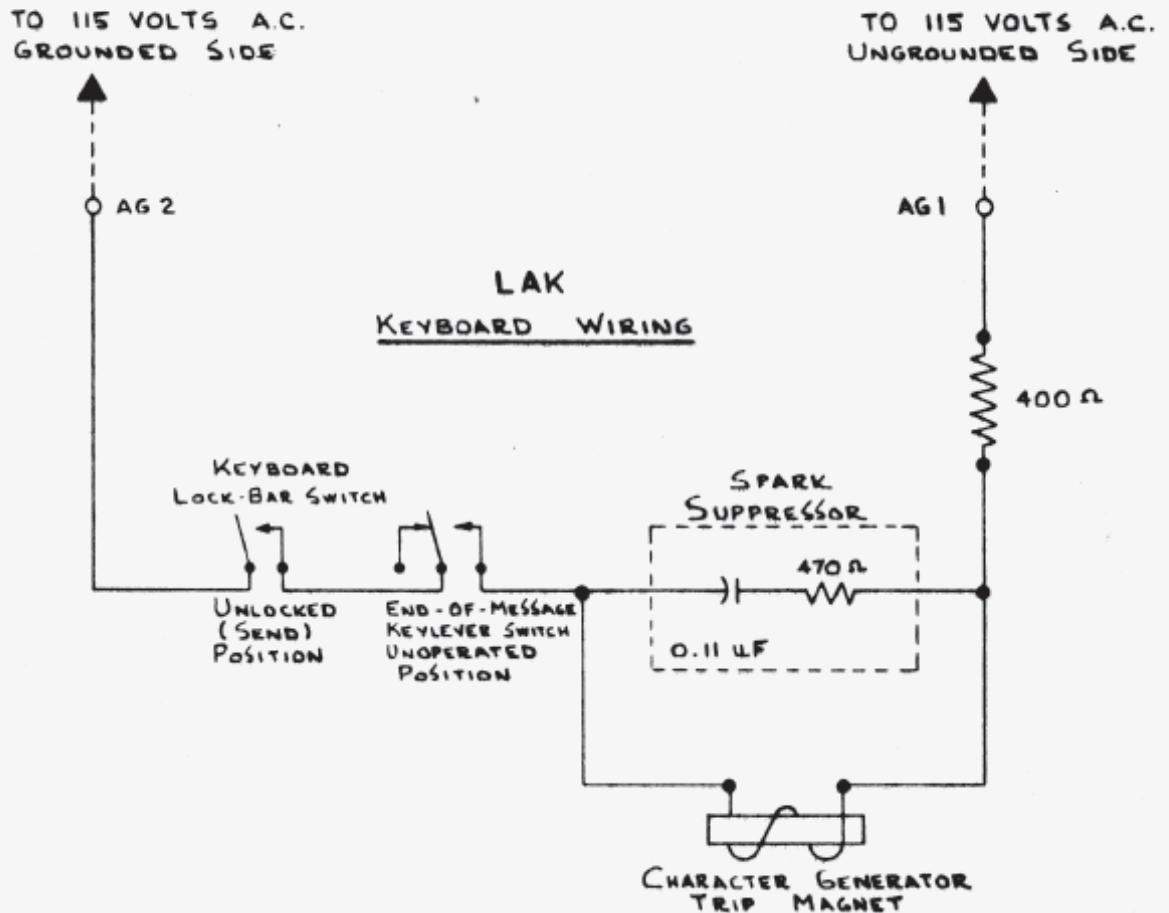 TO 115 VOLTS A.C.
GROUNDED SIDE
TO 115 VOLTS A.C.
UNGROUNDED SIDE
AG 2
AG 1
LAK
KEYBOARD WIRING
400 Ω
KEYBOARD
LOCK-BAR SWITCH
SPARK
SUPPRESSOR
470 Ω
0.11 UF
UNLOCKED
(SEND)
POSITION
END-OF-MESSAGE
KEYLEVER SWITCH
UNOPERATED
POSITION
CHARACTER GENERATOR
TRIP MAGNET